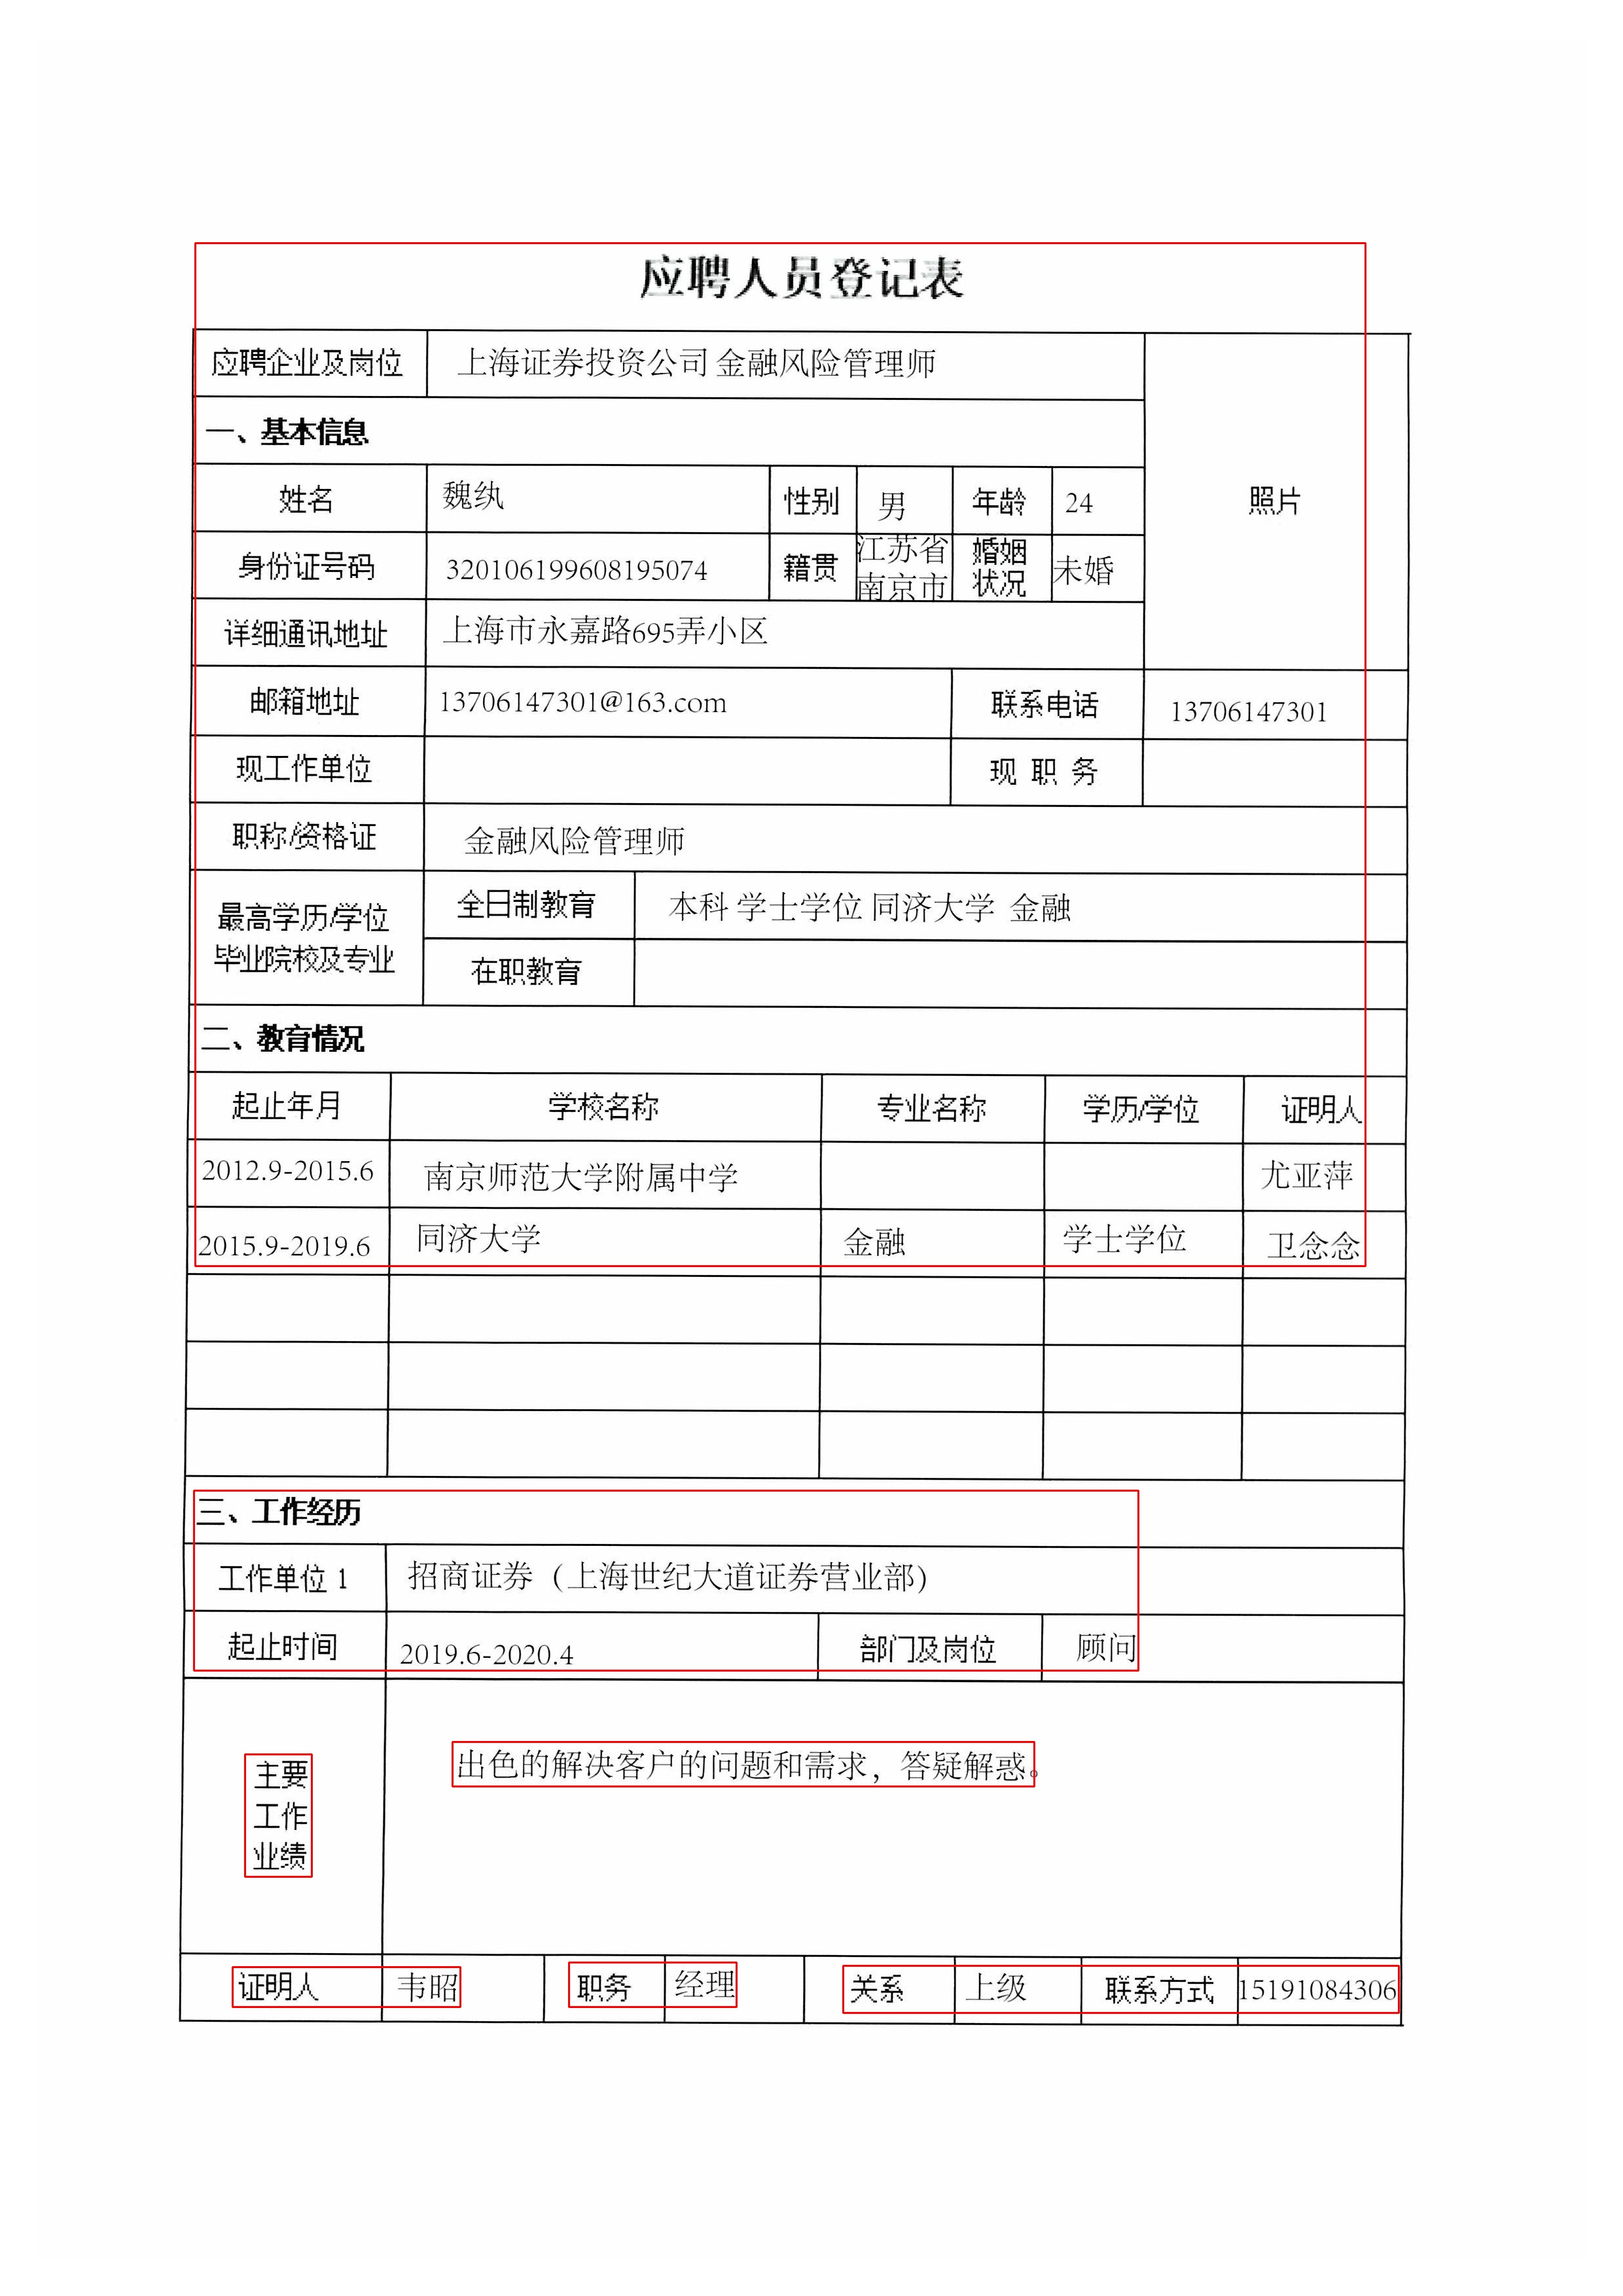 应聘人员登记表
应聘企业及岗位 上海证券投资公司 金融风险管理师
一、基本信息
照片
姓名 魏纨 性别 男 年龄 24
身份证号码 320106199608195074 籍贯 江苏省南京市 婚姻状况 未婚
详细通讯地址 上海市永嘉路695弄小区
邮箱地址 13706147301@163.com 联系电话 13706147301
现工作单位 现 职 务
职称/资格证 金融风险管理师
最高学历/学位
毕业院校及专业
全日制教育 本科 学士学位 同济大学 金融
在职教育
二、教育情况
起止年月 学校名称 专业名称 学历/学位 证明人
2012.9-2015.6 南京师范大学附属中学 尤亚萍
2015.9-2019.6 同济大学 金融 学士学位 卫念念
三、工作经历
工作单位 1 招商证券（上海世纪大道证券营业部）
起止时间 2019.6-2020.4 部门及岗位 顾问
主要
工作
业绩
出色的解决客户的问题和需求，答疑解惑。
证明人 韦昭 职务 经理 关系 上级 联系方式 15191084306